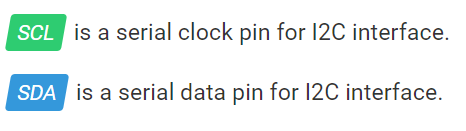 SCL is a serial clock pin for I2C interface.
SDA is a serial data pin for I2C interface.